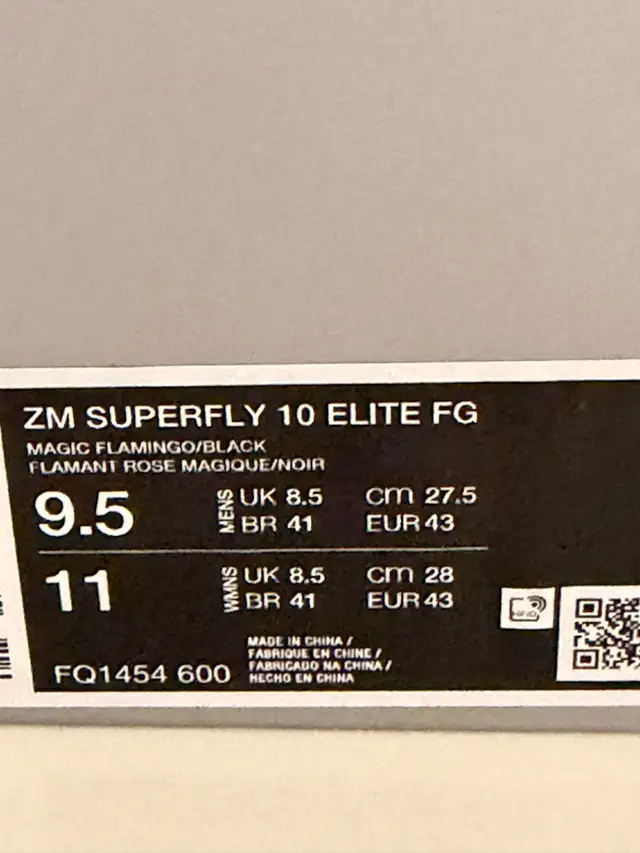 ZM SUPERFLY 10 ELITE FG
MAGIC FLAMINGO/BLACK
FLAMANT ROSE MAGIQUE/NOIR
9.5 MENS UK 8.5 cm 27.5
BR 41 EUR 43
11 WMNS UK 8.5 cm 28
BR 41 EUR 43
MADE IN CHINA /
FABRIQUE EN CHINE /
FABRICADO NA CHINA /
HECHO EN CHINA
FQ1454 600